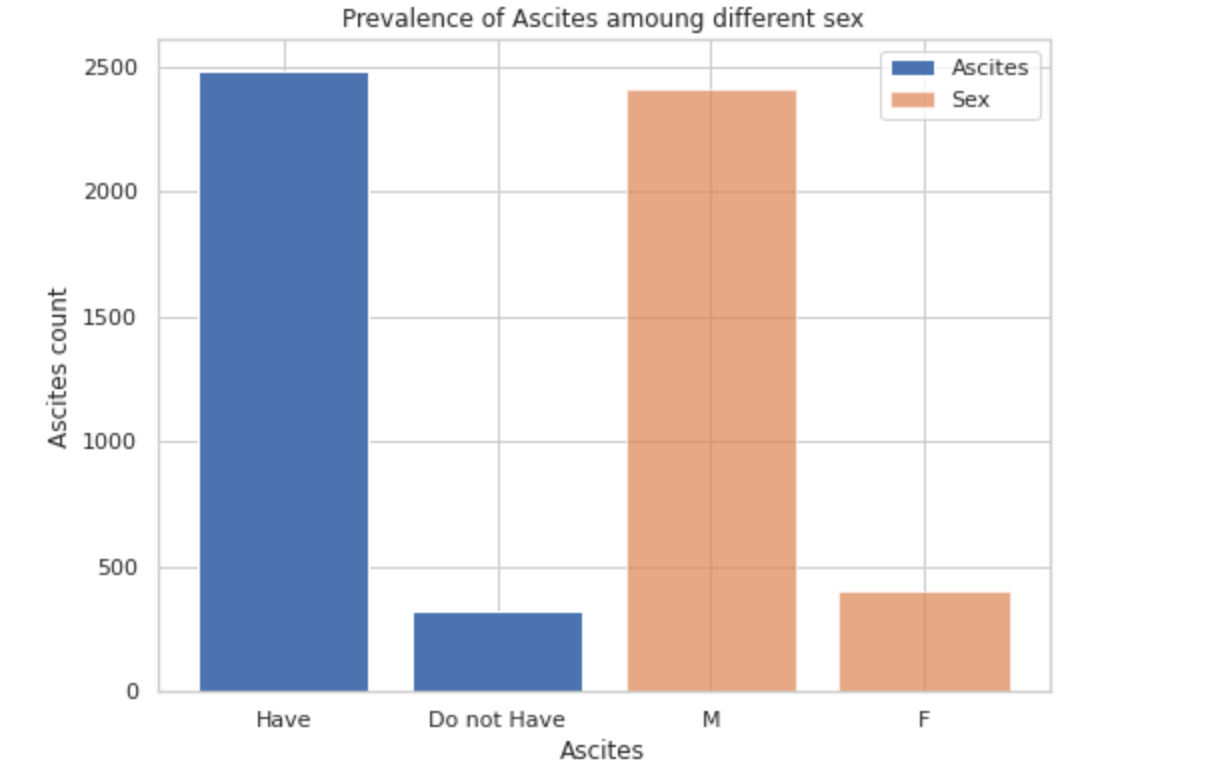 Prevalence of Ascites amoung different sex
Ascites
Sex
2500
2000
1500
1000
500
0
Ascites count
Have
Do not Have
M
F
Ascites